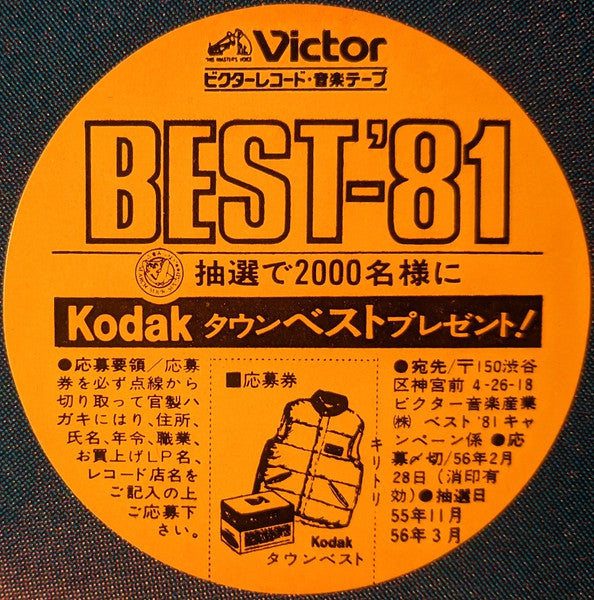 "HIS MASTER'S VOICE"
Victor
ビクターレコード・音楽テープ
BEST-'81
抽選で2000名様に
Kodak タウンベストプレゼント!
●応募要領/応募
券を必ず点線から
切り取って官製ハ
ガキにはり、住所、
氏名、年令、職業、
お買上げLP名、
レコード店名を
ご記入の上
ご応募下
さい。
■応募券
キリトリ
Kodak
タウンベスト
●宛先/〒150渋谷
区神宮前 4-26-18
ビクター音楽産業
㈱ ベスト'81キャ
ンペーン係 ●応
募〆切/56年2月
28日(消印有
効)●抽選日
55年11月
56年3月